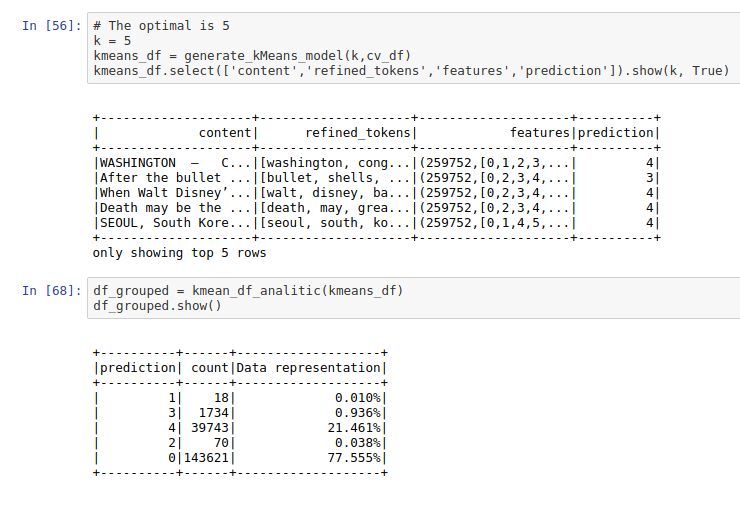 In [56]: # The optimal is 5
k = 5
kmeans_df = generate_kMeans_model(k,cv_df)
kmeans_df.select(['content','refined_tokens','features','prediction']).show(k, True)
+--------------------+--------------------+--------------------+----------+
|             content|      refined_tokens|            features|prediction|
+--------------------+--------------------+--------------------+----------+
|WASHINGTON  —   C...|[washington, cong...|(259752,[0,1,2,3,...|         4|
|After the bullet ...|[bullet, shells, ...|(259752,[0,2,3,4,...|         3|
|When Walt Disney’...|[walt, disney, ba...|(259752,[0,2,3,4,...|         4|
|Death may be the ...|[death, may, grea...|(259752,[0,2,3,4,...|         4|
|SEOUL, South Kore...|[seoul, south, ko...|(259752,[0,1,4,5,...|         4|
+--------------------+--------------------+--------------------+----------+
only showing top 5 rows
In [68]: df_grouped = kmean_df_analitic(kmeans_df)
df_grouped.show()
+----------+------+-------------------+
|prediction| count|Data representation|
+----------+------+-------------------+
|         1|    18|             0.010%|
|         3|  1734|             0.936%|
|         4| 39743|            21.461%|
|         2|    70|             0.038%|
|         0|143621|            77.555%|
+----------+------+-------------------+